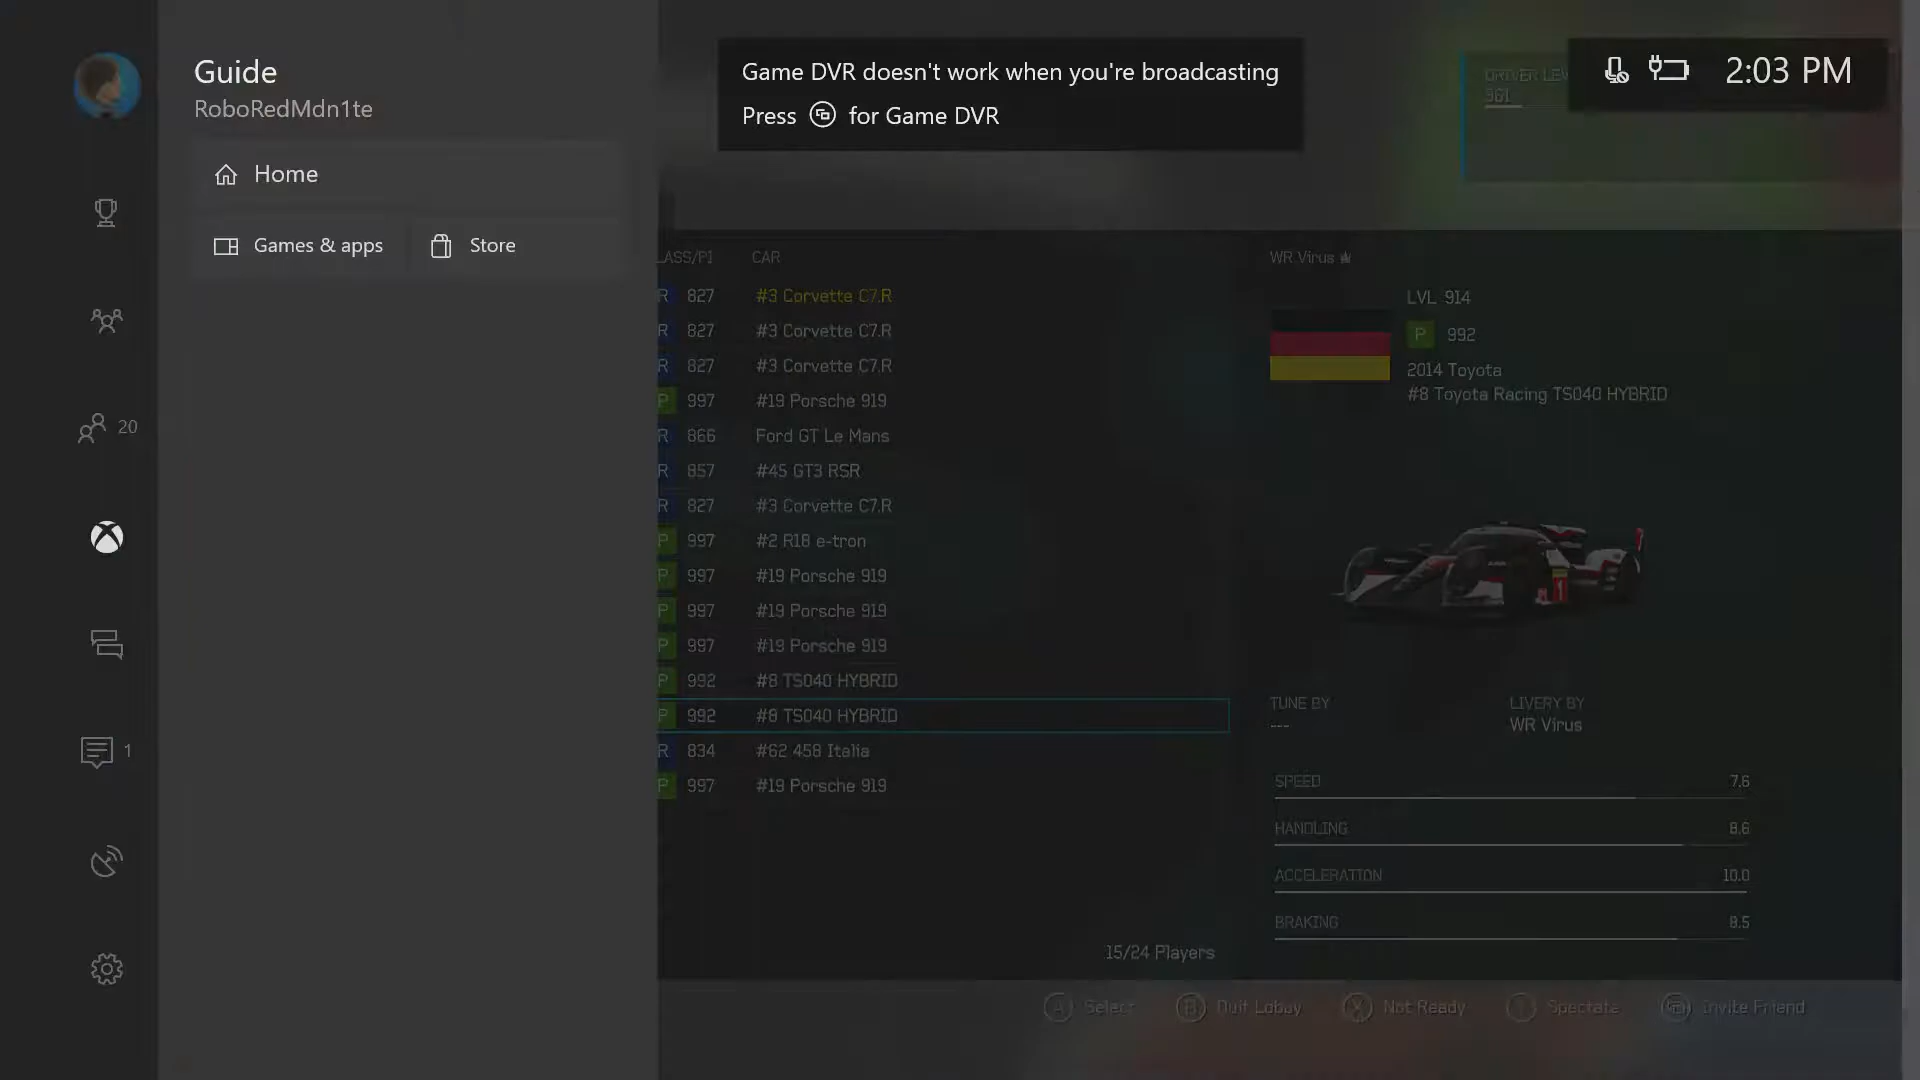 Guide
RoboRedMdn1te
Home
Games & apps
Store
20
1
Game DVR doesn't work when you're broadcasting
Press for Game DVR
2:03 PM
DRIVER LEV
961
LASS/PI CAR
R 827 #3 Corvette C7.R
R 827 #3 Corvette C7.R
R 827 #3 Corvette C7.R
P 997 #19 Porsche 919
R 866 Ford GT Le Mans
R 857 #45 GT3 RSR
R 827 #3 Corvette C7.R
P 997 #2 R18 e-tron
P 997 #19 Porsche 919
P 997 #19 Porsche 919
P 997 #19 Porsche 919
P 992 #8 TS040 HYBRID
P 992 #8 TS040 HYBRID
R 834 #62 458 Italia
P 997 #19 Porsche 919
15/24 Players
WR Virus
LVL 914
P 992
2014 Toyota
#8 Toyota Racing TS040 HYBRID
TUNE BY
---
LIVERY BY
WR Virus
SPEED 7.6
HANDLING 8.6
ACCELERATION 10.0
BRAKING 8.5
A Select B Quit Lobby X Not Ready Y Spectate Invite Friend